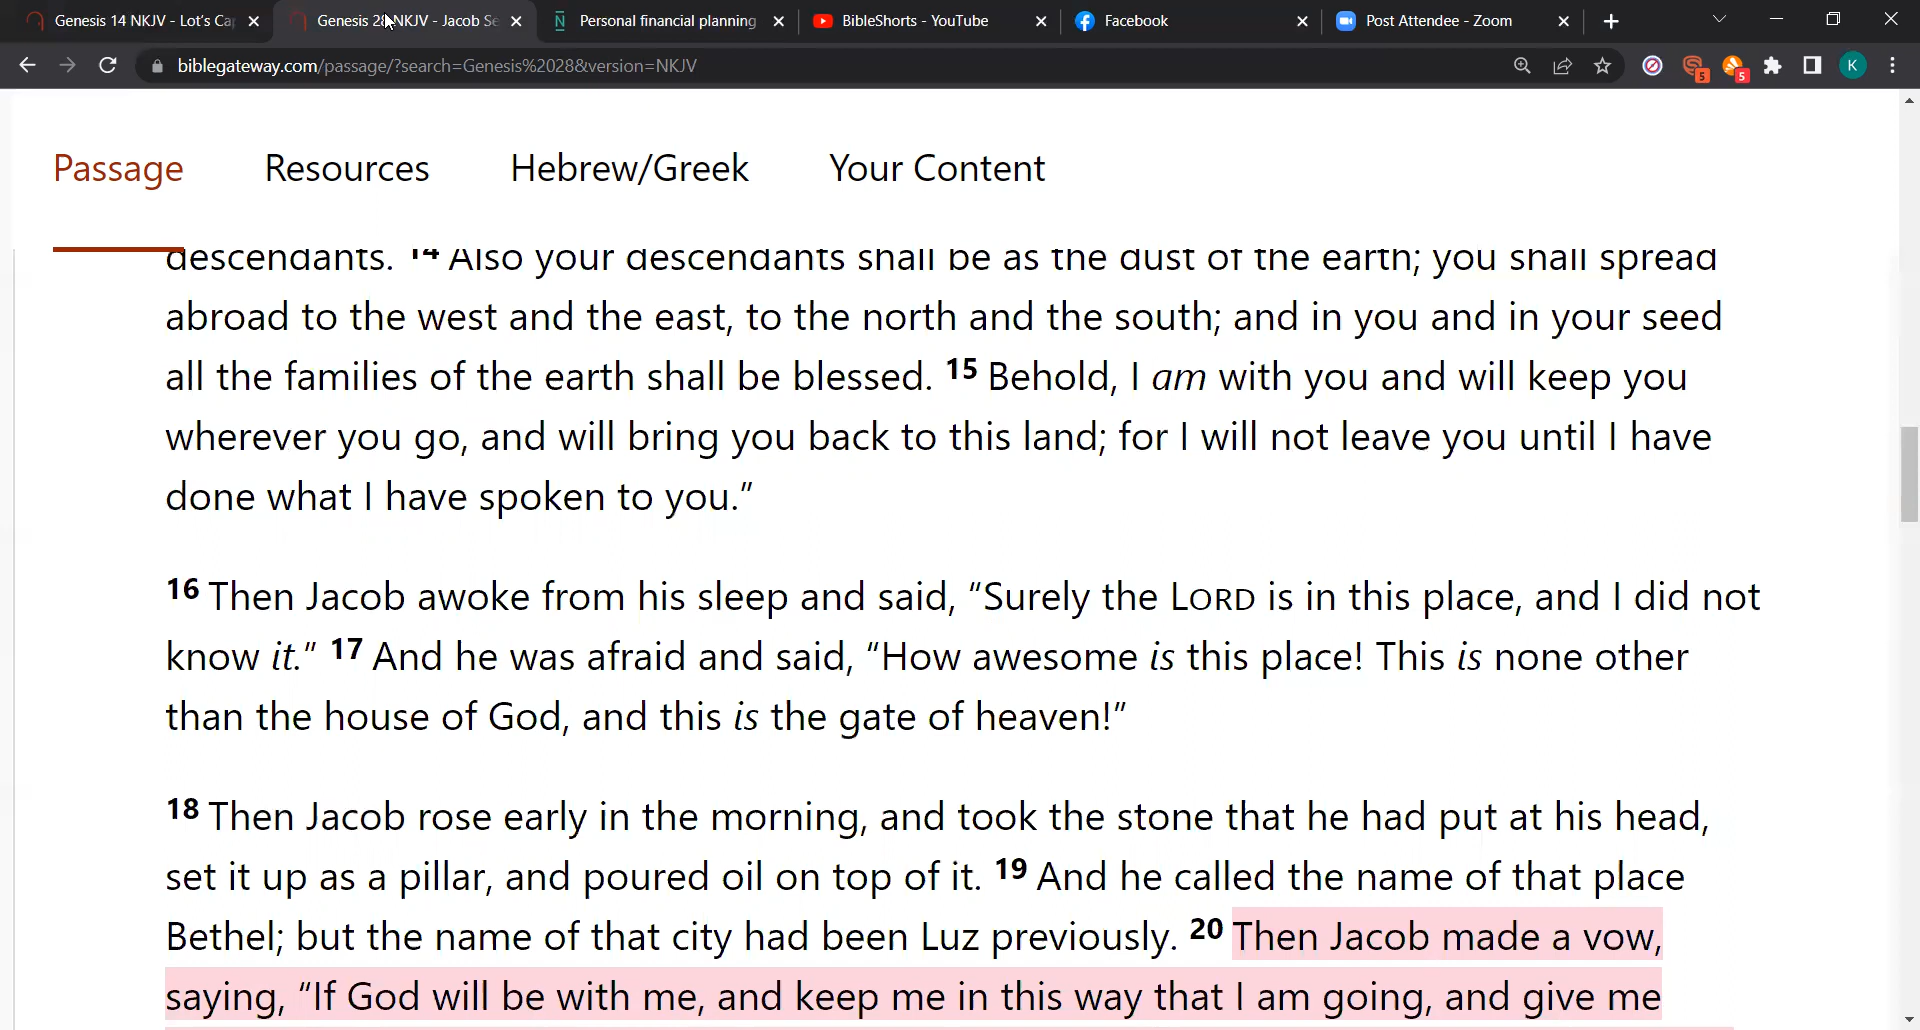 Genesis 14 NKJV - Lot's Ca
Genesis 28 NKJV - Jacob Se
Personal financial planning
BibleShorts - YouTube
Facebook
Post Attendee - Zoom
biblegateway.com/passage/?search=Genesis%2028&version=NKJV
5
5
K
Passage
Resources
Hebrew/Greek
Your Content
descendants. 14 Also your descendants shall be as the dust of the earth; you shall spread
abroad to the west and the east, to the north and the south; and in you and in your seed
all the families of the earth shall be blessed. 15 Behold, I am with you and will keep you
wherever you go, and will bring you back to this land; for I will not leave you until I have
done what I have spoken to you.”
16 Then Jacob awoke from his sleep and said, “Surely the LORD is in this place, and I did not
know it.” 17 And he was afraid and said, “How awesome is this place! This is none other
than the house of God, and this is the gate of heaven!”
18 Then Jacob rose early in the morning, and took the stone that he had put at his head,
set it up as a pillar, and poured oil on top of it. 19 And he called the name of that place
Bethel; but the name of that city had been Luz previously. 20 Then Jacob made a vow,
saying, “If God will be with me, and keep me in this way that I am going, and give me